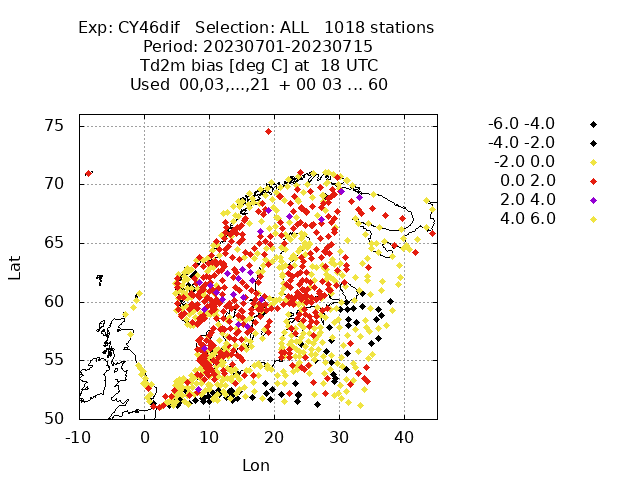 Exp: CY46dif   Selection: ALL   1018 stations
Period: 20230701-20230715
Td2m bias [deg C] at  18 UTC
Used  00,03,...,21  + 00 03 ... 60
-6.0 -4.0
-4.0 -2.0
-2.0 0.0
0.0 2.0
2.0 4.0
4.0 6.0
75
70
65
60
55
50
Lat
-10 0 10 20 30 40
Lon